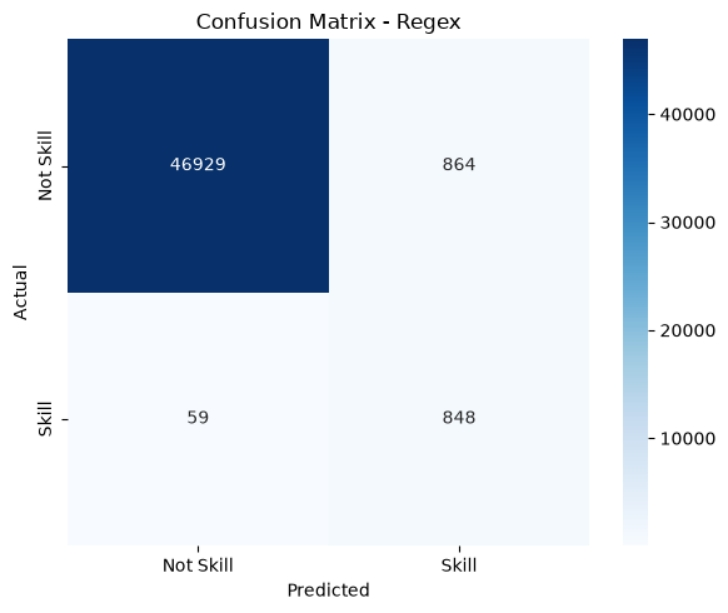 Confusion Matrix - Regex
Not Skill
46929
864
40000
30000
Actual
20000
Skill
59
848
10000
Not Skill
Skill
Predicted